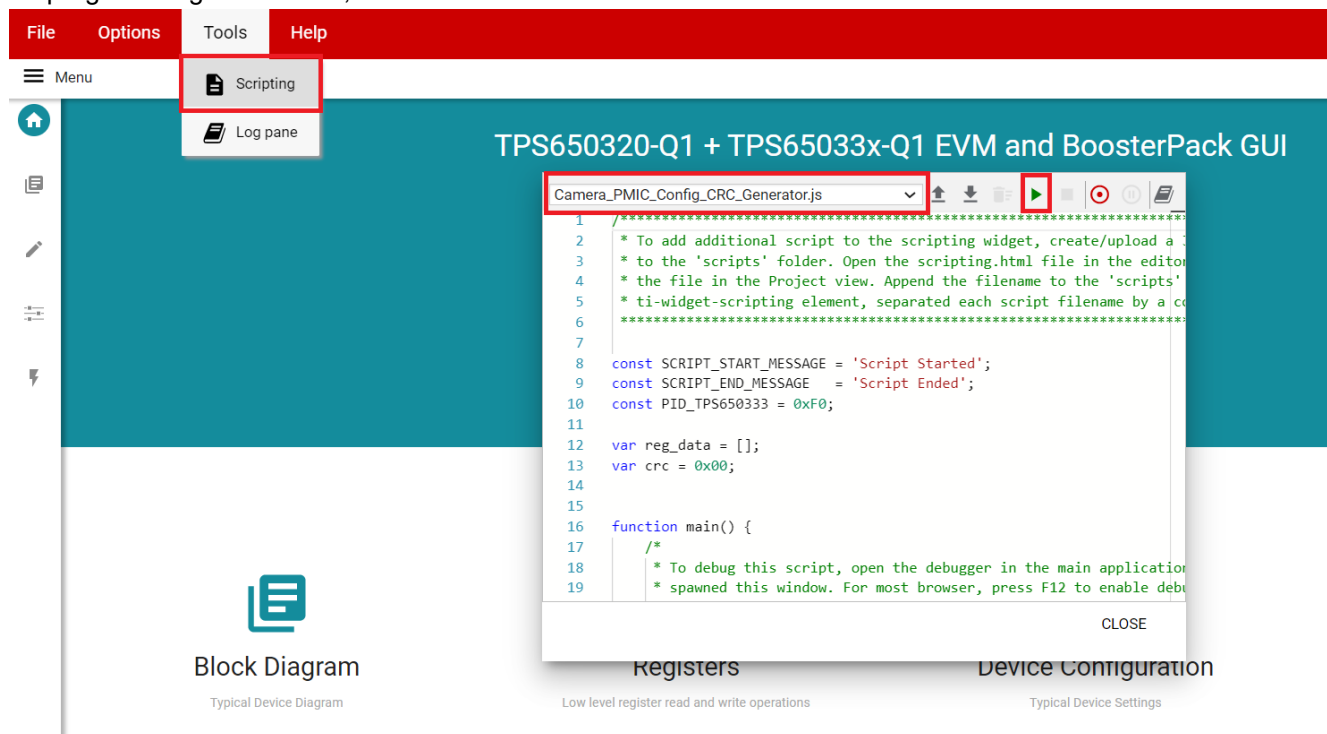 File Options Tools Help
Menu
Scripting
Log pane
TPS650320-Q1 + TPS65033x-Q1 EVM and BoosterPack GUI
Camera_PMIC_Config_CRC_Generator.js
1 /*********************************************************************
2 * To add additional script to the scripting widget, create/upload a
3 * to the 'scripts' folder. Open the scripting.html file in the editor
4 * the file in the Project view. Append the filename to the 'scripts'
5 * ti-widget-scripting element, separated each script filename by a co
6 *********************************************************************
7
8 const SCRIPT_START_MESSAGE = 'Script Started';
9 const SCRIPT_END_MESSAGE = 'Script Ended';
10 const PID_TPS650333 = 0xF0;
11
12 var reg_data = [];
13 var crc = 0x00;
14
15
16 function main() {
17 /*
18 * To debug this script, open the debugger in the main application
19 * spawned this window. For most browser, press F12 to enable debu
CLOSE
Block Diagram
Typical Device Diagram
Registers
Low level register read and write operations
Device Configuration
Typical Device Settings